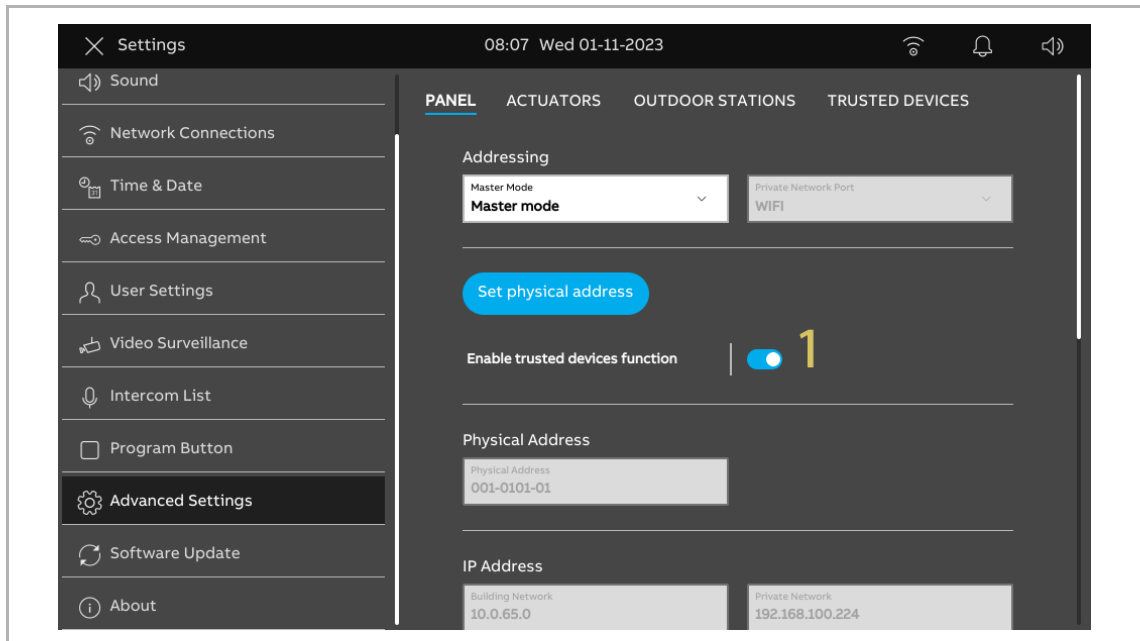 Settings
08:07 Wed 01-11-2023
Sound
Network Connections
Time & Date
31
Access Management
User Settings
Video Surveillance
Intercom List
Program Button
Advanced Settings
Software Update
About
PANEL ACTUATORS OUTDOOR STATIONS TRUSTED DEVICES
Addressing
Master Mode
Master mode
Private Network Port
WIFI
Set physical address
Enable trusted devices function
1
Physical Address
Physical Address
001-0101-01
IP Address
Building Network
10.0.65.0
Private Network
192.168.100.224